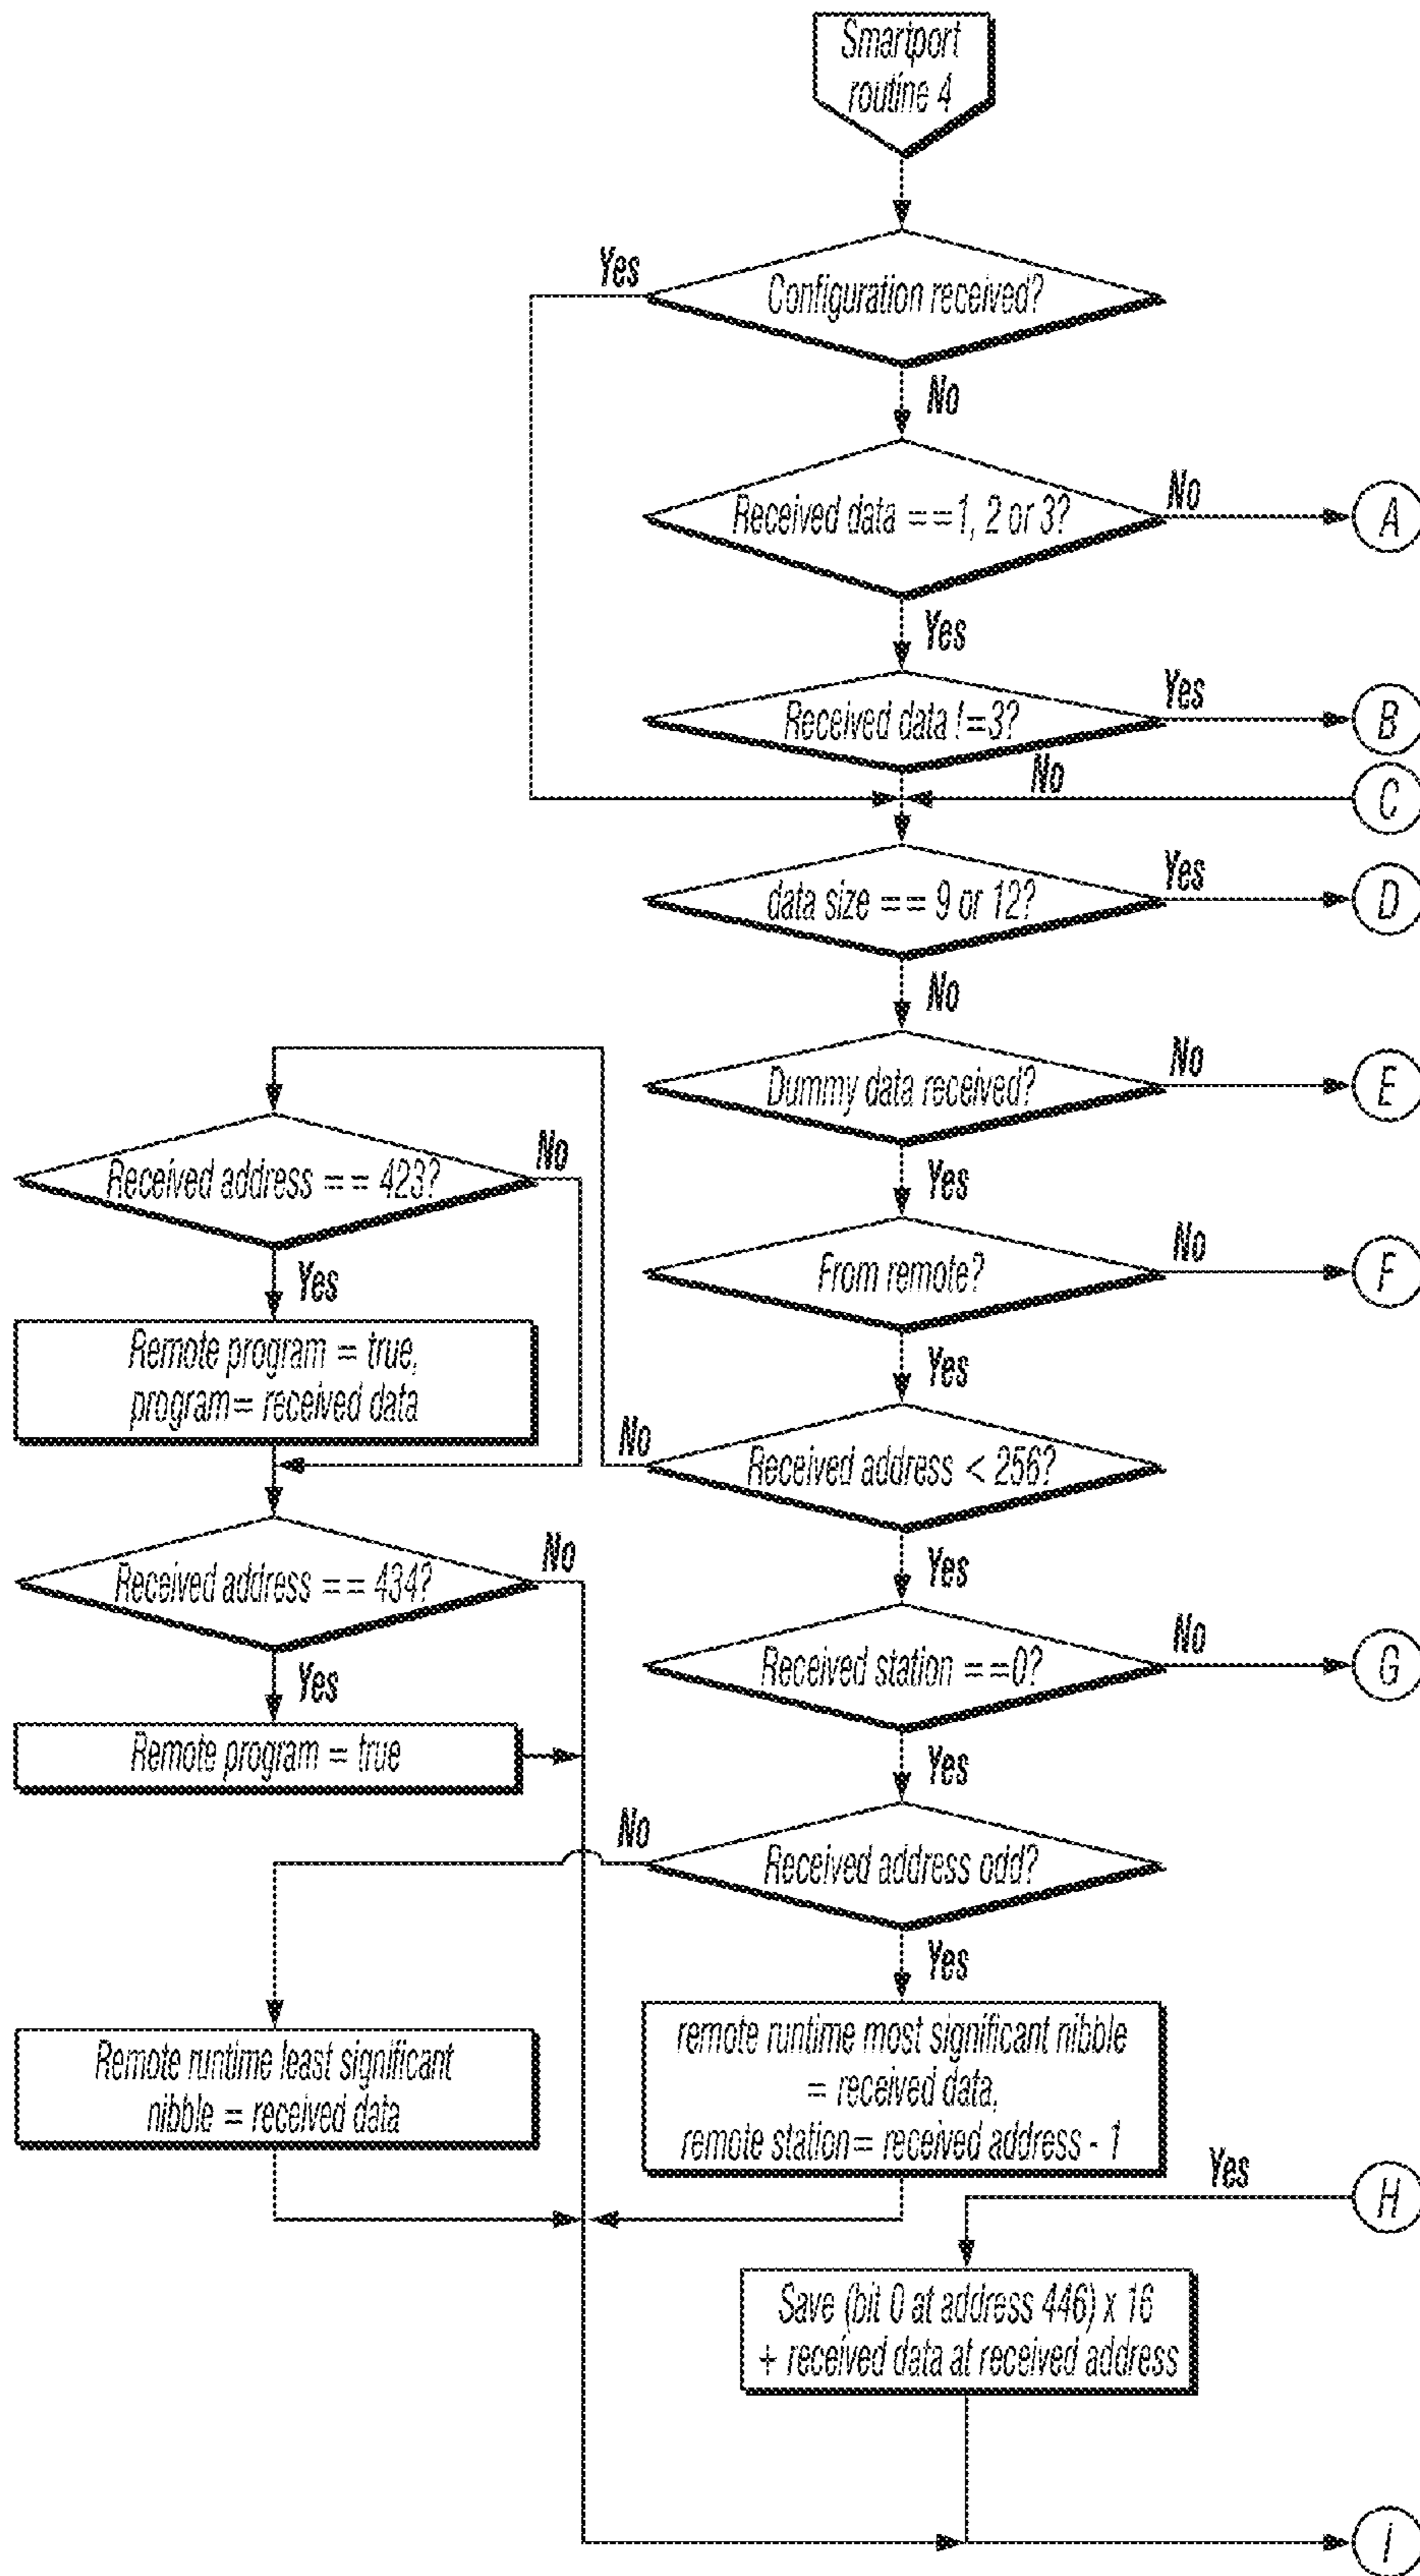 Smartport
routine 4
Yes
Configuration received?
No
Received data ==1, 2 or 3?
No
A
Yes
Received data !=3?
Yes
B
No
C
data size == 9 or 12?
Yes
D
No
Dummy data received?
No
E
Received address == 423?
No
Yes
From remote?
No
F
Yes
Remote program = true,
program= received data
Yes
No
Received address < 256?
Received address == 434?
No
Yes
Received station ==0?
No
G
Yes
Remote program = true
Yes
No
Received address odd?
Yes
Remote runtime least significant
nibble = received data
remote runtime most significant nibble
= received data,
remote station= received address - 1
Yes
H
Save (bit 0 at address 446) x 16
+ received data at received address
I